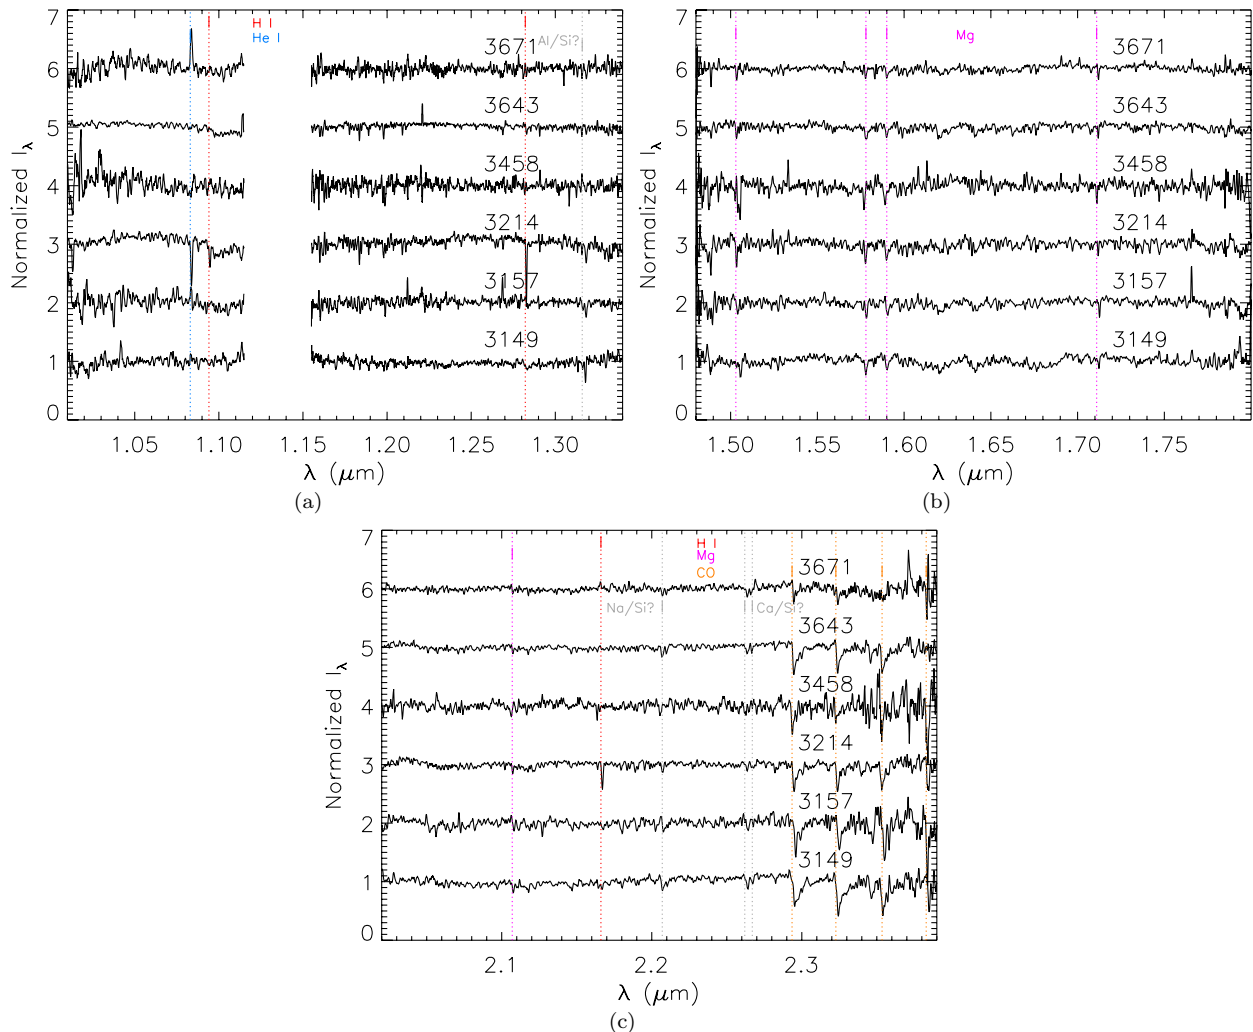 7
6
5
4
3
2
1
0
Normalized I λ
H I
He I
Al/Si?
3671
3643
3458
3214
3157
3149
1.05 1.10 1.15 1.20 1.25 1.30
λ (μm)
(a)
7
6
5
4
3
2
1
0
Normalized I λ
Mg
3671
3643
3458
3214
3157
3149
1.50 1.55 1.60 1.65 1.70 1.75
λ (μm)
(b)
7
6
5
4
3
2
1
0
Normalized I λ
H I
Mg
CO
Na/Si?
Ca/Si?
3671
3643
3458
3214
3157
3149
2.1 2.2 2.3
λ (μm)
(c)